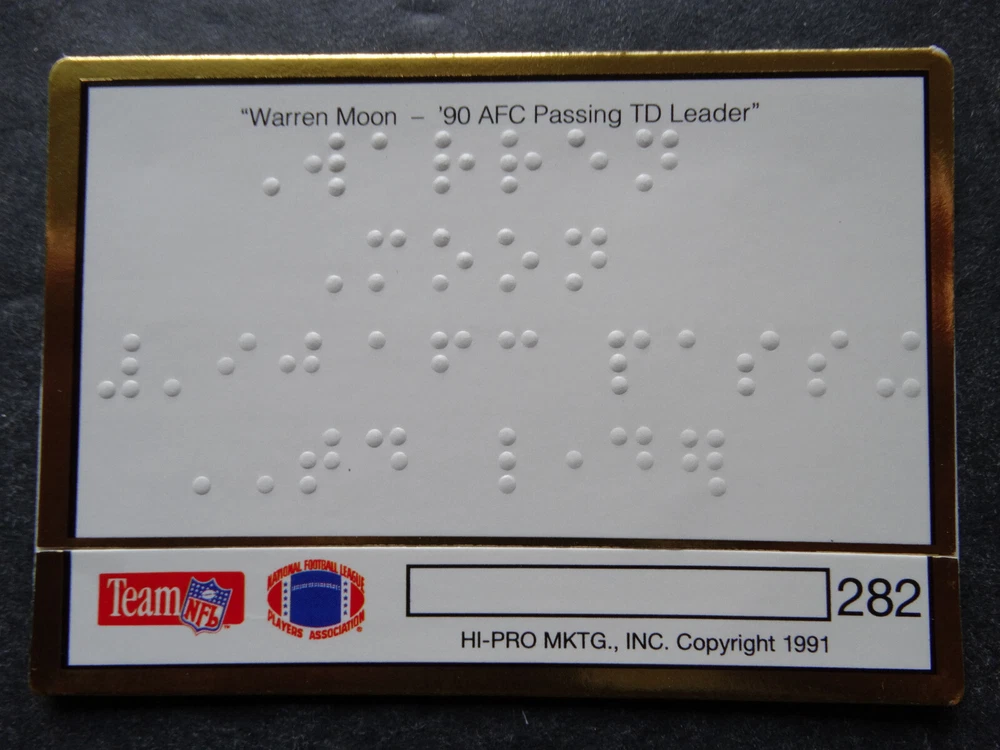 “Warren Moon – ’90 AFC Passing TD Leader”
⠠⠺⠁⠗⠗⠑⠝
⠠⠍⠕⠕⠝
⠼⠄⠊⠚⠁⠋⠉ ⠏⠁⠎⠎⠬
⠠⠠⠞⠙ ⠇⠂⠙⠻
Team NFL™
NATIONAL FOOTBALL LEAGUE
PLAYERS ASSOCIATION®
282
HI-PRO MKTG., INC. Copyright 1991